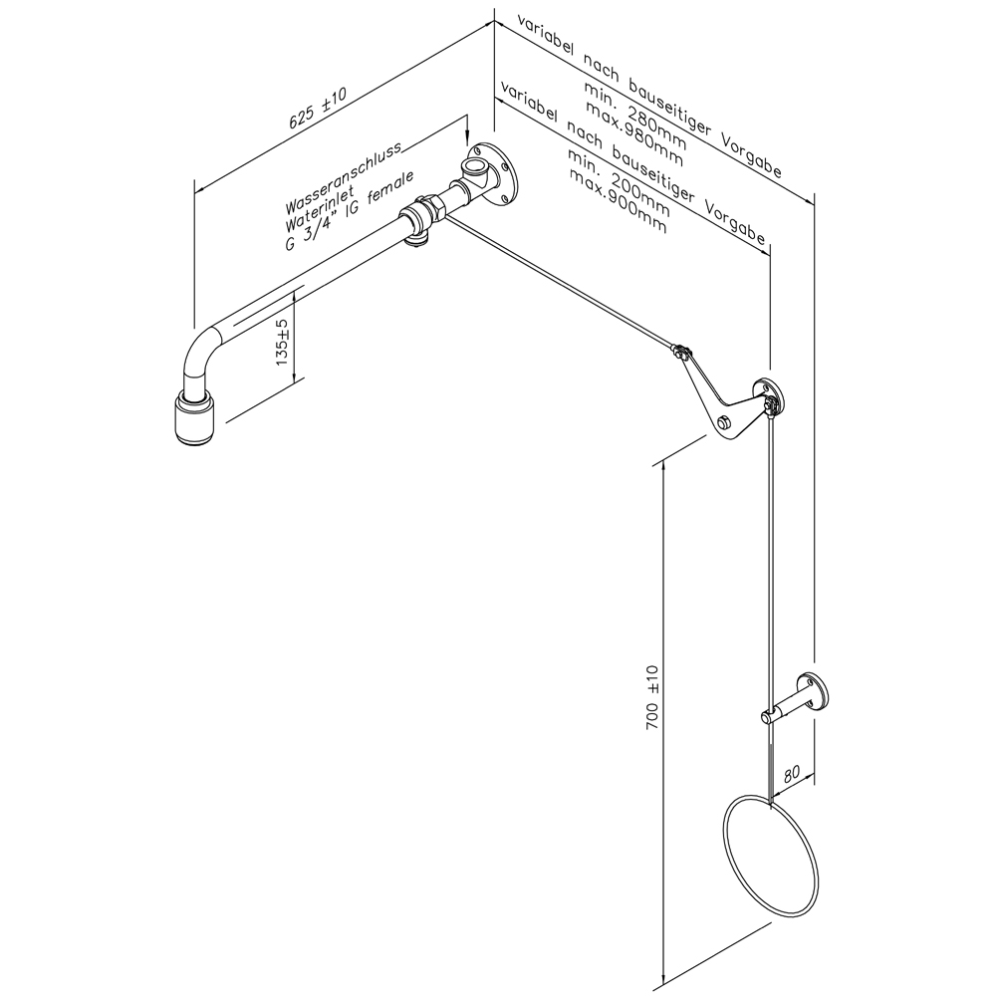 variabel nach bauseitiger Vorgabe
min. 280mm
max.980mm
variabel nach bauseitiger Vorgabe
min. 200mm
max.900mm
625 ±10
Wasseranschluss
Waterinlet
G 3/4" IG female
135±5
700 ±10
80